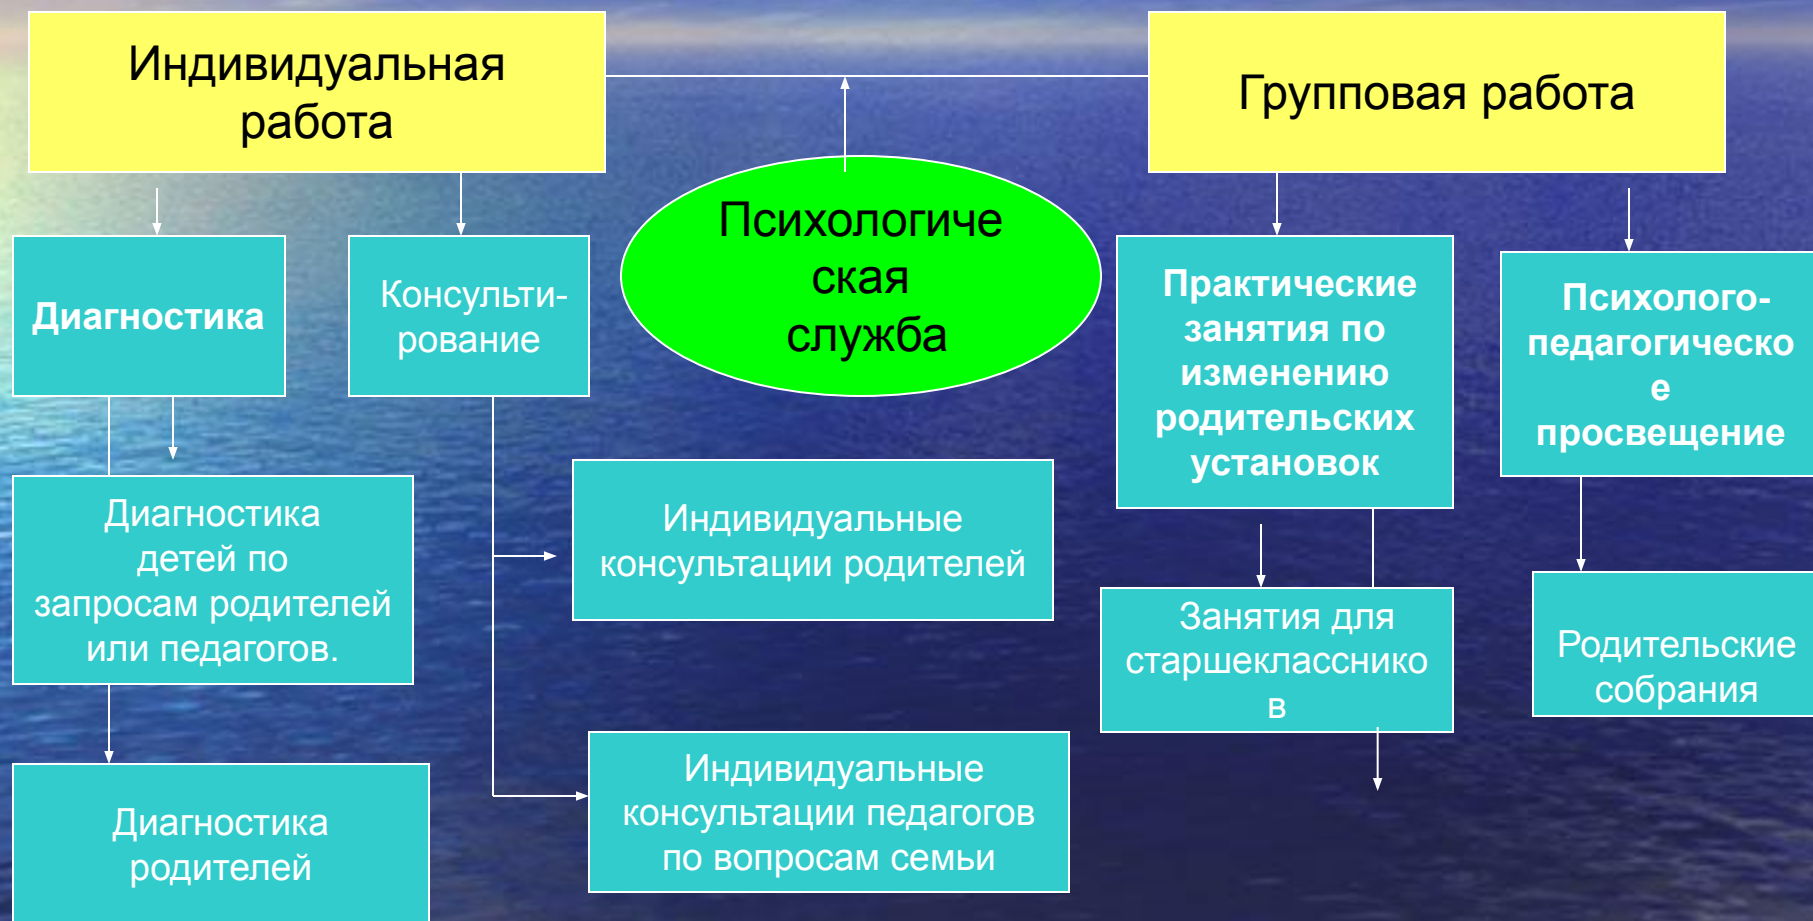 Индивидуальная
работа
Групповая работа
Психологиче
ская
служба
Диагностика
Консульти-
рование
Практические
занятия по
изменению
родительских
установок
Психолого-
педагогическо
е
просвещение
Диагностика
детей по
запросам родителей
или педагогов.
Индивидуальные
консультации родителей
Занятия для
старшекласснико
в
Родительские
собрания
Диагностика
родителей
Индивидуальные
консультации педагогов
по вопросам семьи